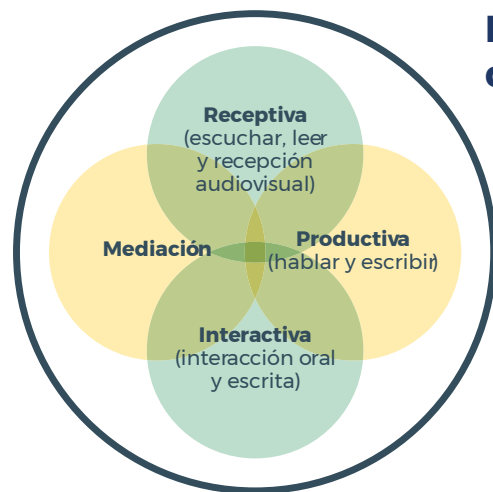 Receptiva
(escuchar, leer
y recepción
audiovisual)
Mediación
Productiva
(hablar y escribir)
Interactiva
(interacción oral
y escrita)